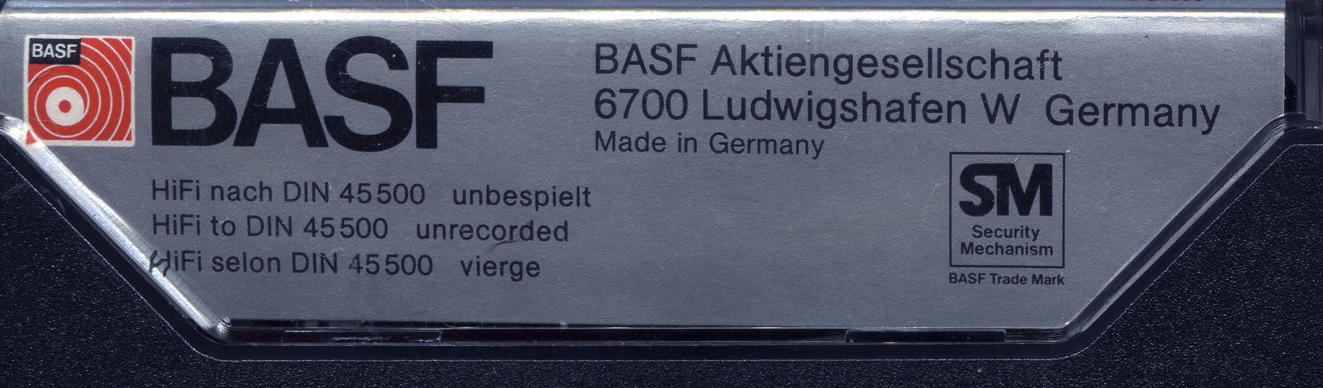 BASF
BASF
BASF Aktiengesellschaft
6700 Ludwigshafen W Germany
Made in Germany
HiFi nach DIN 45500 unbespielt
HiFi to DIN 45500 unrecorded
HiFi selon DIN 45500 vierge
SM
Security
Mechanism
BASF Trade Mark